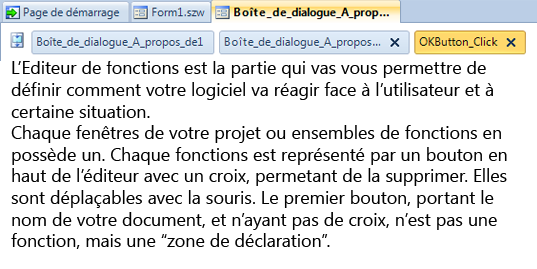 Page de démarrage Form1.szw Boîte_de_dialogue_A_prop...
Boîte_de_dialogue_A_propos_de1 Boîte_de_dialogue_A_propos... OKButton_Click
L’Editeur de fonctions est la partie qui vas vous permettre de
définir comment votre logiciel va réagir face à l’utilisateur et à
certaine situation.
Chaque fenêtres de votre projet ou ensembles de fonctions en
possède un. Chaque fonctions est représenté par un bouton en
haut de l’éditeur avec un croix, permetant de la supprimer. Elles
sont déplaçables avec la souris. Le premier bouton, portant le
nom de votre document, et n’ayant pas de croix, n’est pas une
fonction, mais une “zone de déclaration”.